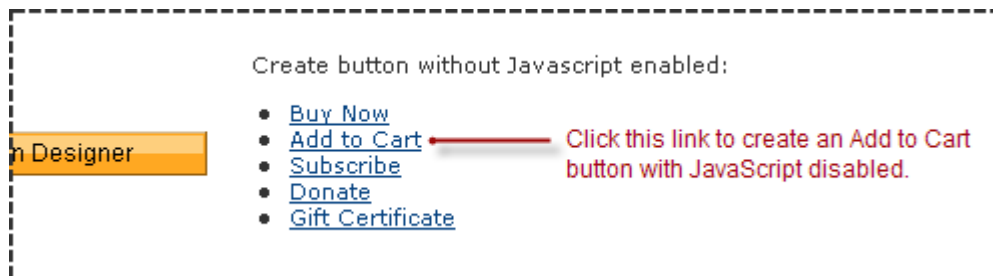 Create button without Javascript enabled:
Buy Now
Add to Cart
Click this link to create an Add to Cart
button with JavaScript disabled.
n Designer
Subscribe
Donate
Gift Certificate